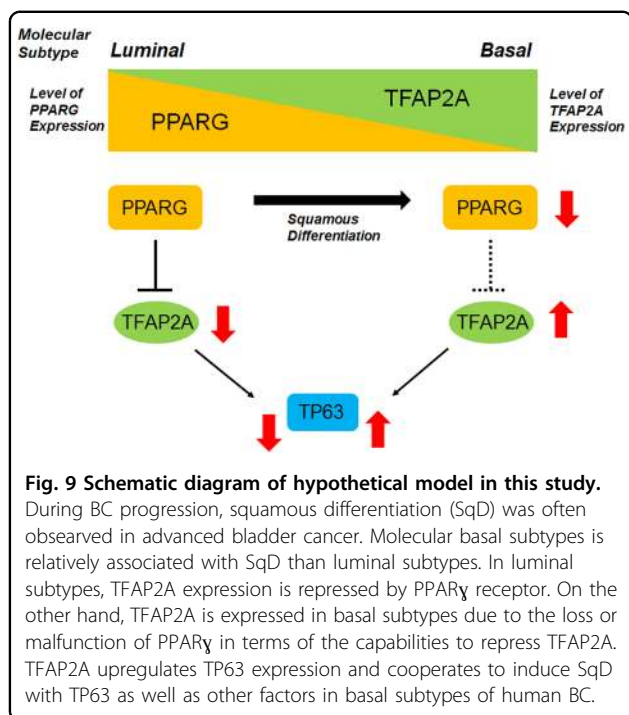 Molecular
Subtype
Luminal
Basal
Level of
PPARG
Expression
TFAP2A
PPARG
Level of
TFAP2A
Expression
PPARG
Squamous
Differentiation
PPARG
TFAP2A
TFAP2A
TP63
Fig. 9 Schematic diagram of hypothetical model in this study.
During BC progression, squamous differentiation (SqD) was often
obsearved in advanced bladder cancer. Molecular basal subtypes is
relatively associated with SqD than luminal subtypes. In luminal
subtypes, TFAP2A expression is repressed by PPARγ receptor. On the
other hand, TFAP2A is expressed in basal subtypes due to the loss or
malfunction of PPARγ in terms of the capabilities to repress TFAP2A.
TFAP2A upregulates TP63 expression and cooperates to induce SqD
with TP63 as well as other factors in basal subtypes of human BC.